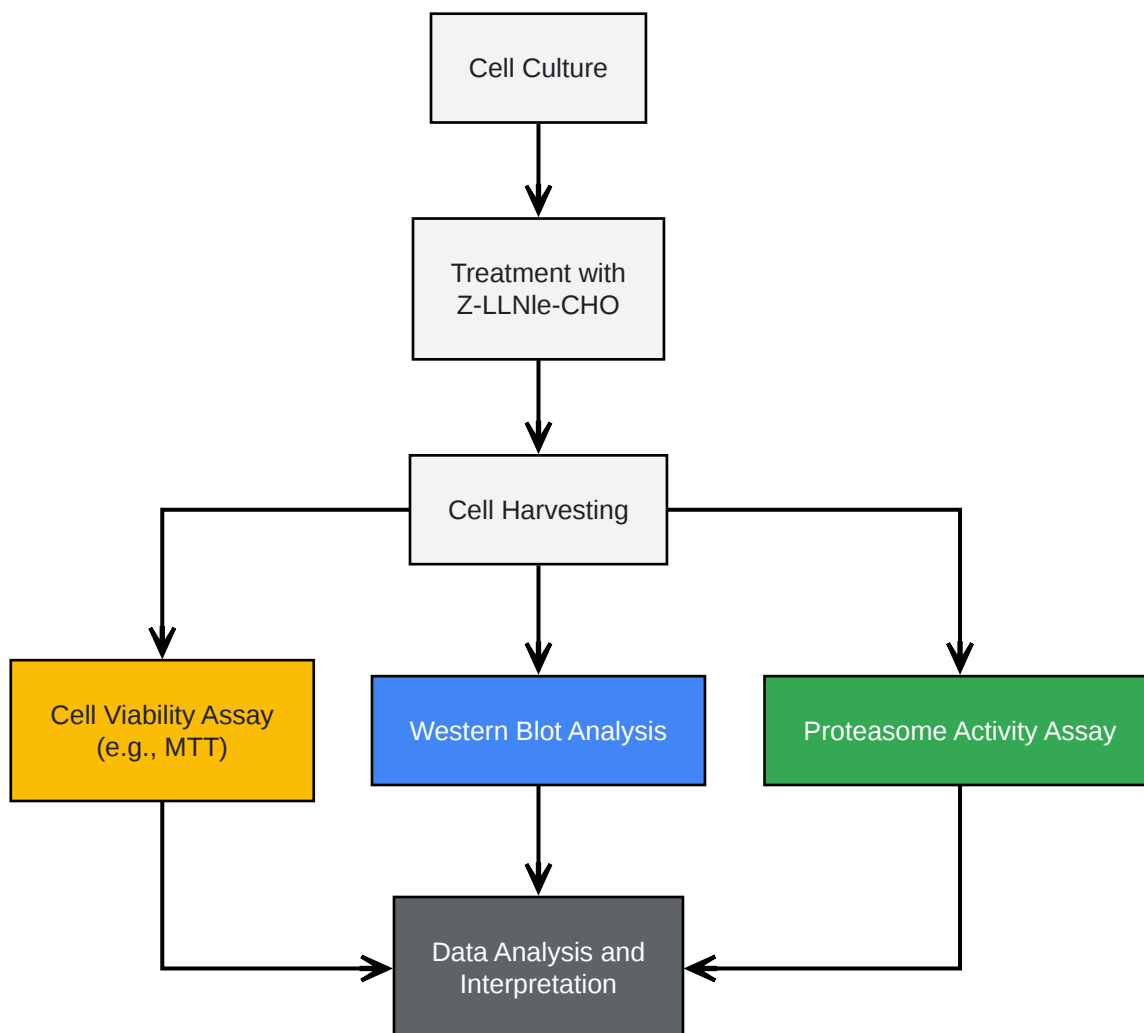 Cell Culture
Treatment with
Z-LLNle-CHO
Cell Harvesting
Cell Viability Assay
(e.g., MTT)
Western Blot Analysis
Proteasome Activity Assay
Data Analysis and
Interpretation